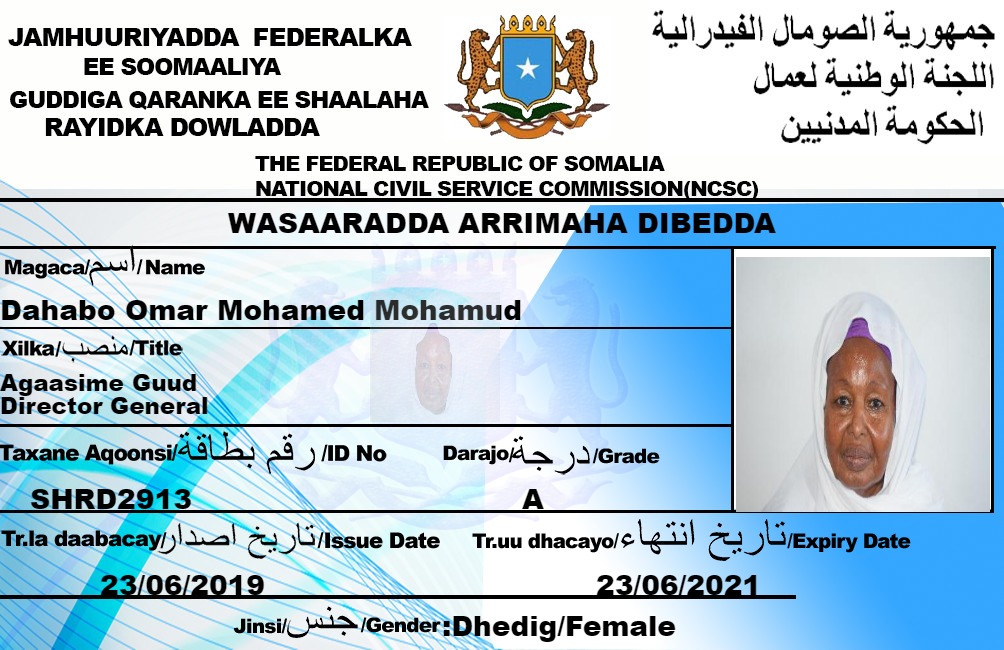 JAMHUURIYADDA FEDERALKA
EE SOOMAALIYA
GUDDIGA QARANKA EE SHAALAHA
RAYIDKA DOWLADDA
جمهورية الصومال الفيدرالية
اللجنة الوطنية لعمال
الحكومة المدنيين
THE FEDERAL REPUBLIC OF SOMALIA
NATIONAL CIVIL SERVICE COMMISSION(NCSC)
WASAARADDA ARRIMAHA DIBEDDA
Magaca/اسم/Name
Dahabo Omar Mohamed Mohamud
Xilka/منصب/Title
Agaasime Guud
Director General
Taxane Aqoonsi/رقم بطاقة/ID No
Darajo/درجة/Grade
SHRD2913
A
Tr.la daabacay/تاريخ اصدار/Issue Date
Tr.uu dhacayo/تاريخ انتهاء/Expiry Date
23/06/2019
23/06/2021
Jinsi/جنس/Gender:Dhedig/Female